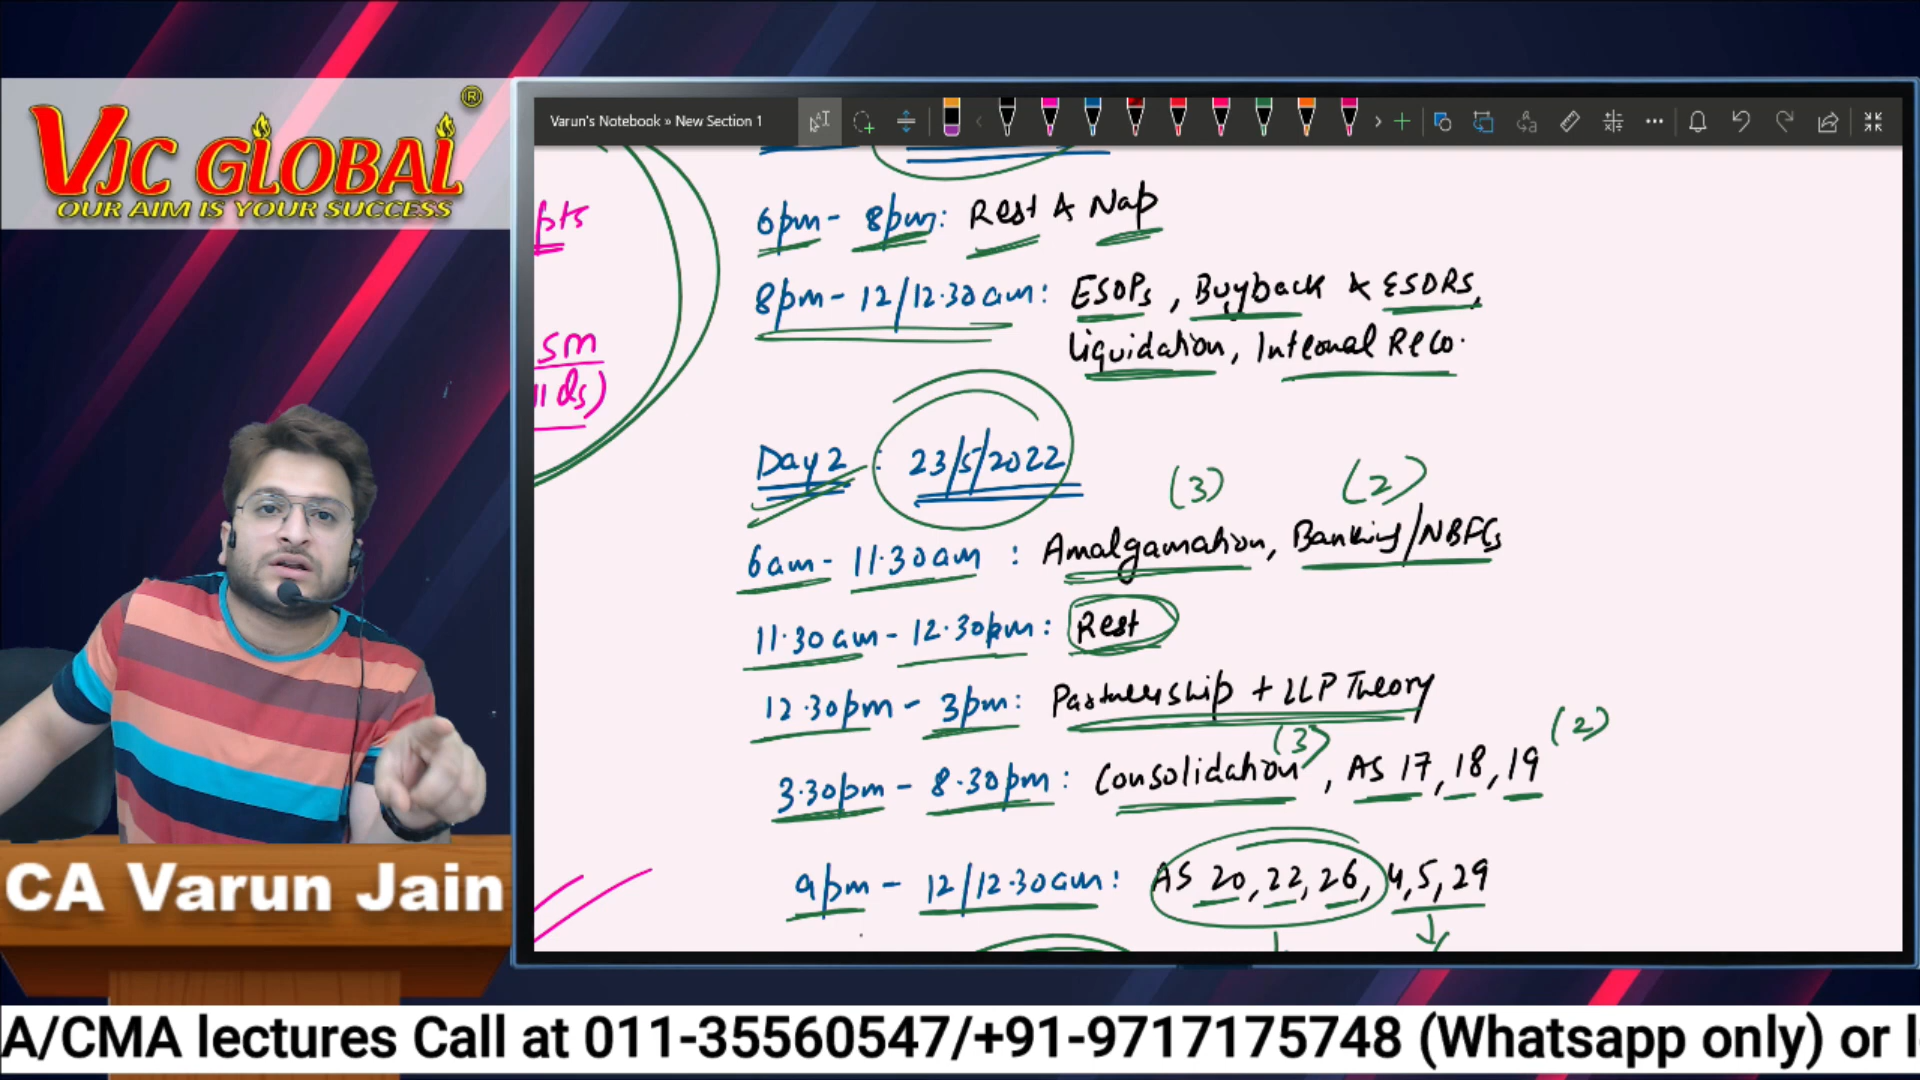 VJC GLOBAL ®
OUR AIM IS YOUR SUCCESS
Varun's Notebook » New Section 1
pts
5m
6pm - 8pm: Rest & Nap
8pm - 12/12.30am: ESOPs, Buyback & ESDRS,
Liquidation, Internal Reco.
Day 2 : 23/5/2022
(3) (2)
6am - 11.30am : Amalgamation, Banking/NBFCs
11.30am - 12.30pm: Rest
12.30pm - 3pm: Partnership + LLP Theory
(3) (2)
3.30pm - 8.30pm: Consolidation, AS 17, 18, 19
9pm - 12/12.30am: AS 20, 22, 26, 4, 5, 29
CA Varun Jain
A/CMA lectures Call at 011-35560547/+91-9717175748 (Whatsapp only) or l